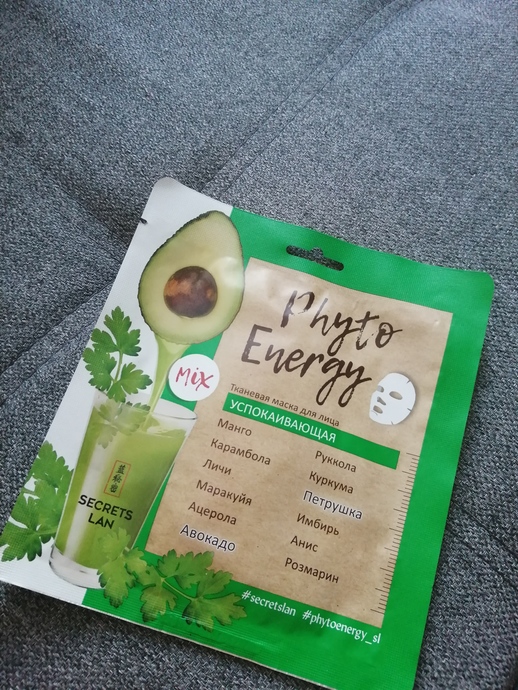 Phyto
Energy
MIX
Тканевая маска для лица
УСПОКАИВАЮЩАЯ
Манго
Карамбола
Личи
Маракуйя
Ацерола
Авокадо
Руккола
Куркума
Петрушка
Имбирь
Анис
Розмарин
SECRETS
LAN
#secretslan #phytoenergy_sl